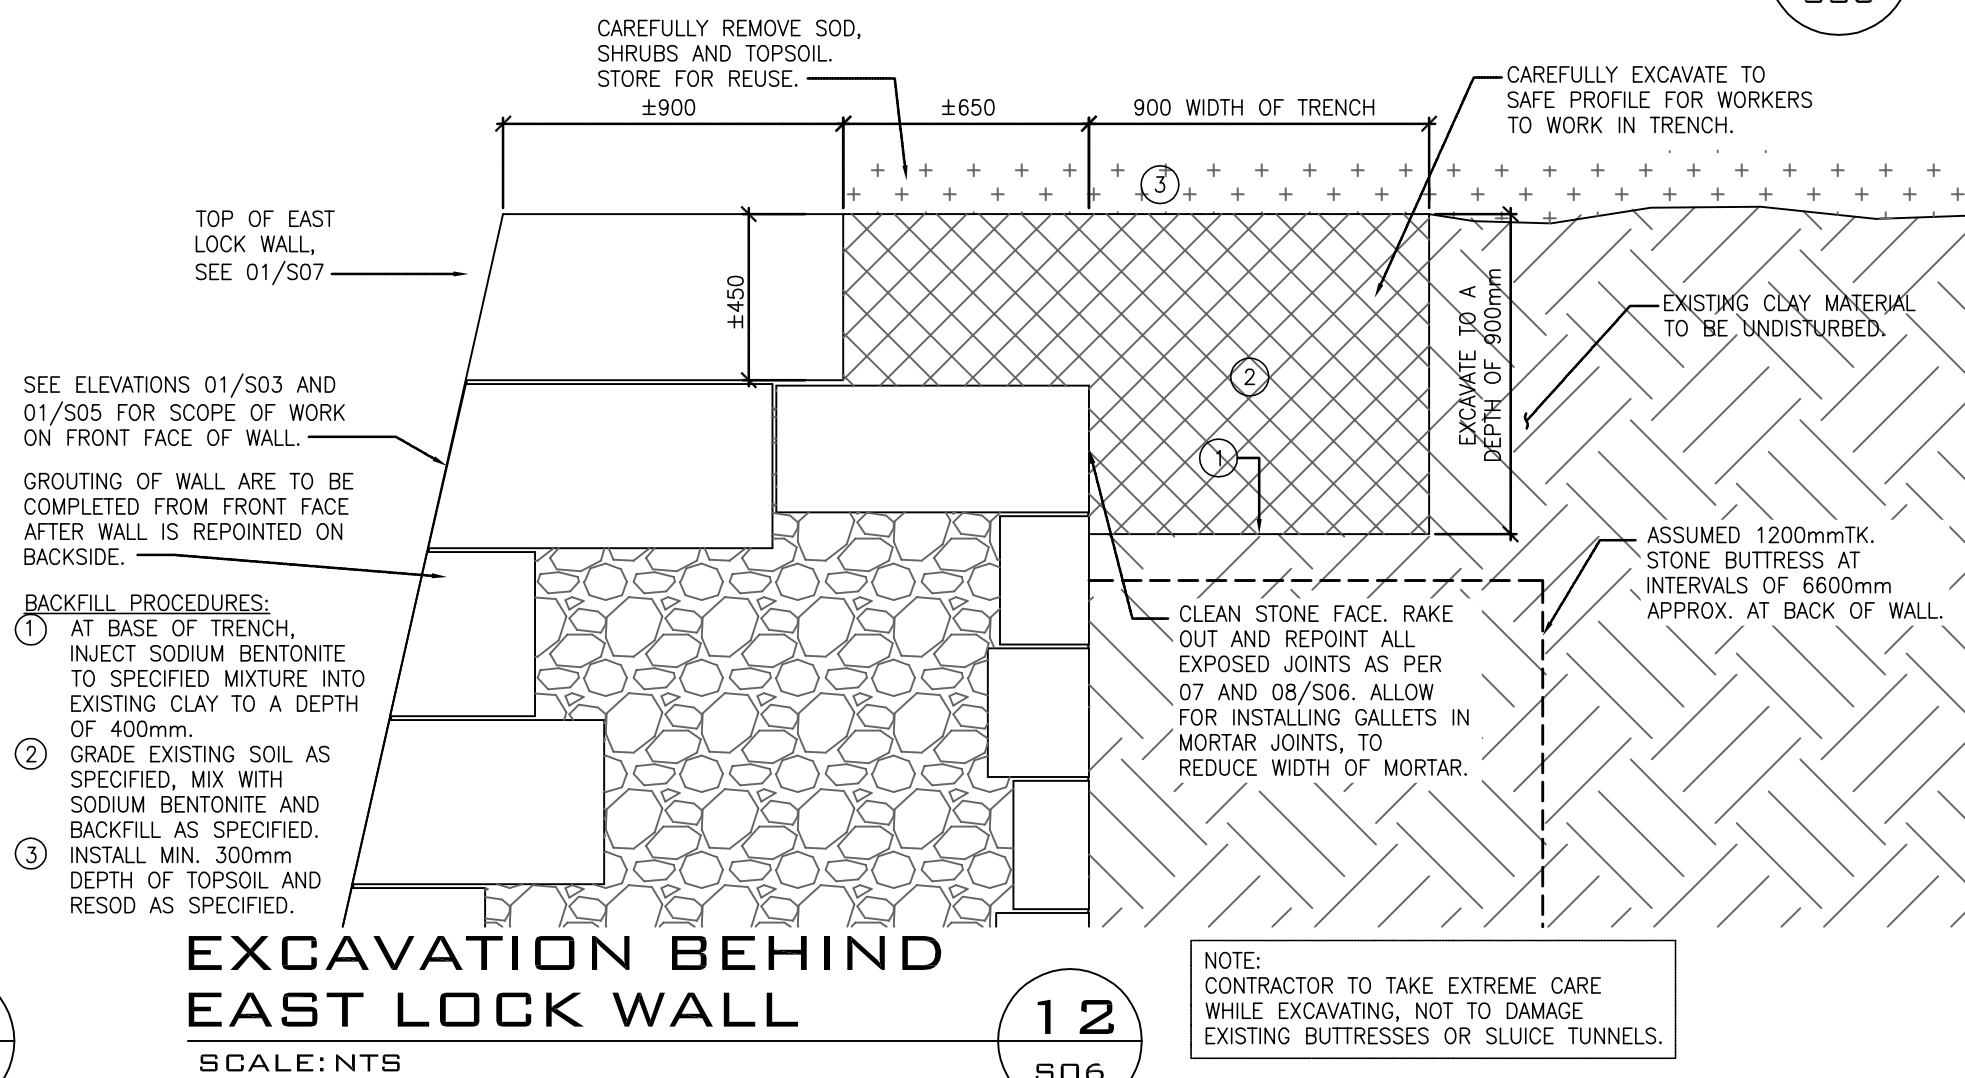 CAREFULLY REMOVE SOD,
SHRUBS AND TOPSOIL.
STORE FOR REUSE.
±900
±650
900 WIDTH OF TRENCH
CAREFULLY EXCAVATE TO
SAFE PROFILE FOR WORKERS
TO WORK IN TRENCH.
3
TOP OF EAST
LOCK WALL,
SEE 01/S07
±450
EXCAVATE TO A
DEPTH OF 900mm
EXISTING CLAY MATERIAL
TO BE UNDISTURBED.
2
1
SEE ELEVATIONS 01/S03 AND
01/S05 FOR SCOPE OF WORK
ON FRONT FACE OF WALL.
GROUTING OF WALL ARE TO BE
COMPLETED FROM FRONT FACE
AFTER WALL IS REPOINTED ON
BACKSIDE.
ASSUMED 1200mmTK.
STONE BUTTRESS AT
INTERVALS OF 6600mm
APPROX. AT BACK OF WALL.
CLEAN STONE FACE. RAKE
OUT AND REPOINT ALL
EXPOSED JOINTS AS PER
07 AND 08/S06. ALLOW
FOR INSTALLING GALLETS IN
MORTAR JOINTS, TO
REDUCE WIDTH OF MORTAR.
BACKFILL PROCEDURES:
1 AT BASE OF TRENCH,
INJECT SODIUM BENTONITE
TO SPECIFIED MIXTURE INTO
EXISTING CLAY TO A DEPTH
OF 400mm.
2 GRADE EXISTING SOIL AS
SPECIFIED, MIX WITH
SODIUM BENTONITE AND
BACKFILL AS SPECIFIED.
3 INSTALL MIN. 300mm
DEPTH OF TOPSOIL AND
RESOD AS SPECIFIED.
EXCAVATION BEHIND
EAST LOCK WALL
SCALE:NTS
12
S06
NOTE:
CONTRACTOR TO TAKE EXTREME CARE
WHILE EXCAVATING, NOT TO DAMAGE
EXISTING BUTTRESSES OR SLUICE TUNNELS.